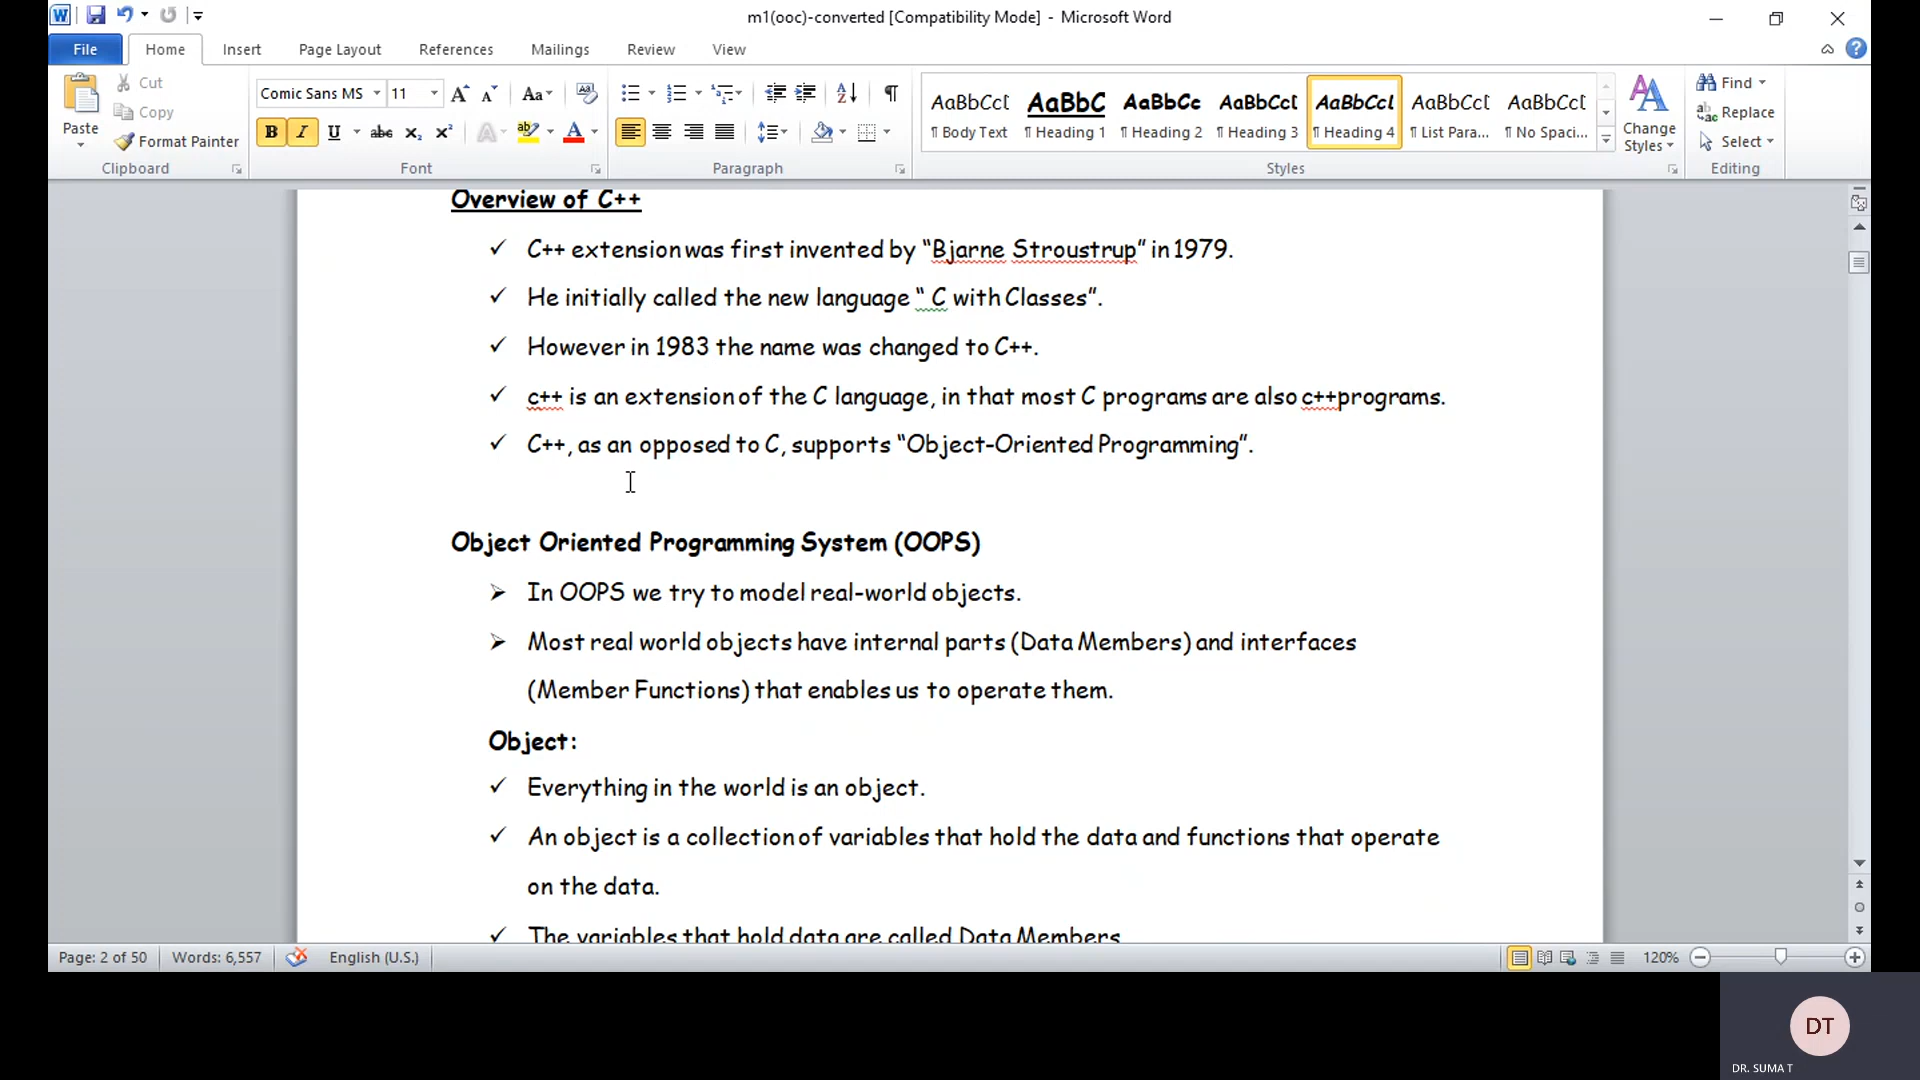 m1(ooc)-converted [Compatibility Mode] - Microsoft Word
File Home Insert Page Layout References Mailings Review View
Paste Cut Copy Format Painter
Comic Sans MS 11
AaBbCcI AaBbC AaBbCc AaBbCcI AaBbCcI AaBbCcI AaBbCcI
¶ Body Text ¶ Heading 1 ¶ Heading 2 ¶ Heading 3 ¶ Heading 4 ¶ List Para... ¶ No Spaci...
Change Styles
Find
Replace
Select
Clipboard Font Paragraph Styles Editing
Overview of C++
✓ C++ extension was first invented by “Bjarne Stroustrup” in 1979.
✓ He initially called the new language “ C with Classes”.
✓ However in 1983 the name was changed to C++.
✓ c++ is an extension of the C language, in that most C programs are also c++programs.
✓ C++, as an opposed to C, supports “Object-Oriented Programming”.
Object Oriented Programming System (OOPS)
➢ In OOPS we try to model real-world objects.
➢ Most real world objects have internal parts (Data Members) and interfaces
(Member Functions) that enables us to operate them.
Object:
✓ Everything in the world is an object.
✓ An object is a collection of variables that hold the data and functions that operate
on the data.
✓ The variables that hold data are called Data Members
Page: 2 of 50 Words: 6,557 English (U.S.) 120%
DT
DR. SUMA T